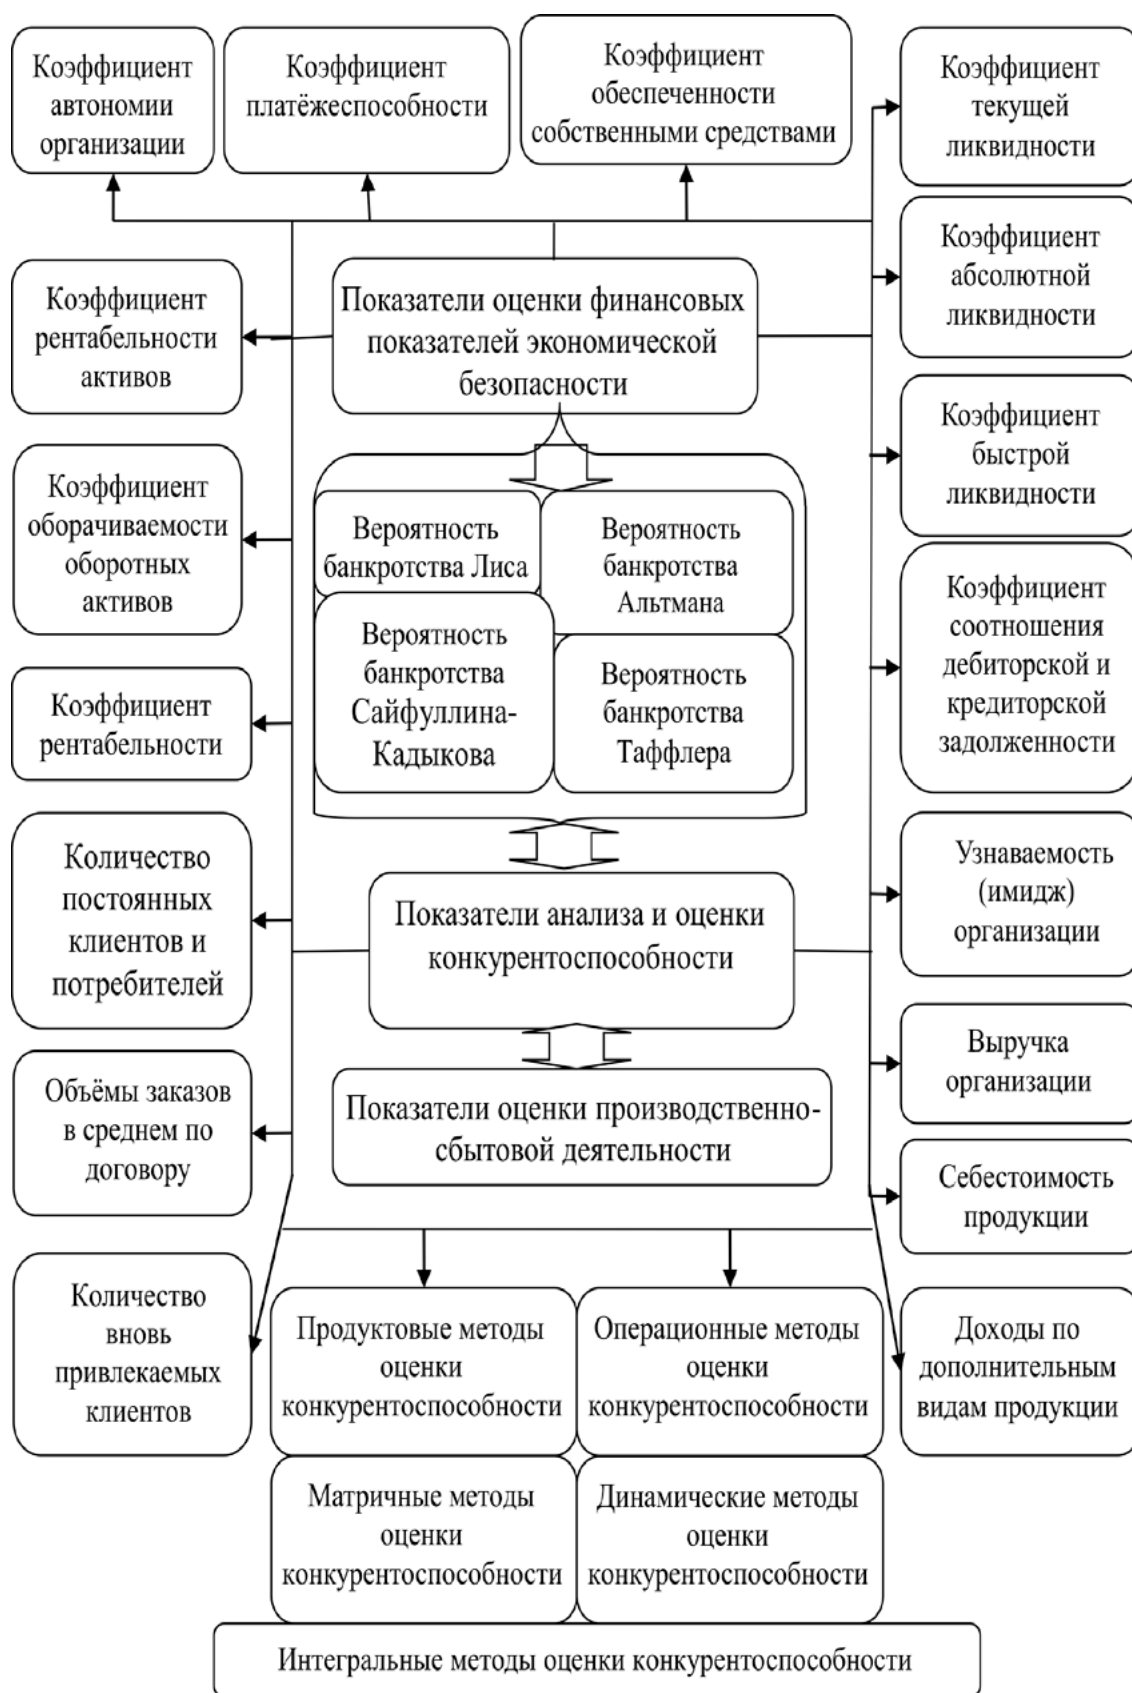 Коэффициент
автономии
организации
Коэффициент
платёжеспособности
Коэффициент
обеспеченности
собственными средствами
Коэффициент
текущей
ликвидности
Коэффициент
абсолютной
ликвидности
Показатели оценки финансовых
показателей экономической
безопасности
Коэффициент
рентабельности
активов
Коэффициент
быстрой
ликвидности
Коэффициент
оборачиваемости
оборотных
активов
Вероятность
банкротства Лиса
Вероятность
банкротства
Альтмана
Вероятность
банкротства
Сайфуллина-
Кадыкова
Вероятность
банкротства
Таффлера
Коэффициент
соотношения
дебиторской и
кредиторской
задолженности
Коэффициент
рентабельности
Количество
постоянных
клиентов и
потребителей
Показатели анализа и оценки
конкурентоспособности
Узнаваемость
(имидж)
организации
Выручка
организации
Объёмы заказов
в среднем по
договору
Показатели оценки производственно-
сбытовой деятельности
Себестоимость
продукции
Количество
вновь
привлекаемых
клиентов
Продуктовые методы
оценки
конкурентоспособности
Операционные методы
оценки
конкурентоспособности
Доходы по
дополнительным
видам продукции
Матричные методы
оценки
конкурентоспособности
Динамические методы
оценки
конкурентоспособности
Интегральные методы оценки конкурентоспособности